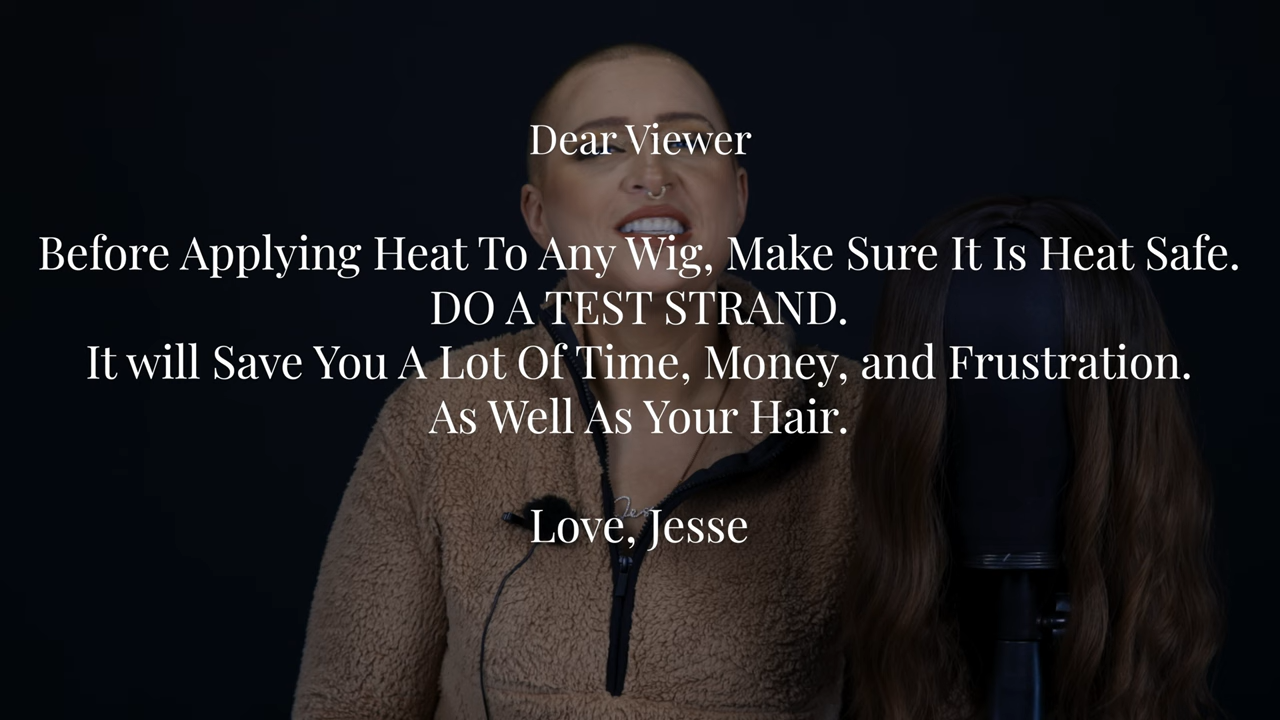 Dear Viewer
Before Applying Heat To Any Wig, Make Sure It Is Heat Safe.
DO A TEST STRAND.
It will Save You A Lot Of Time, Money, and Frustration.
As Well As Your Hair.
Love, Jesse